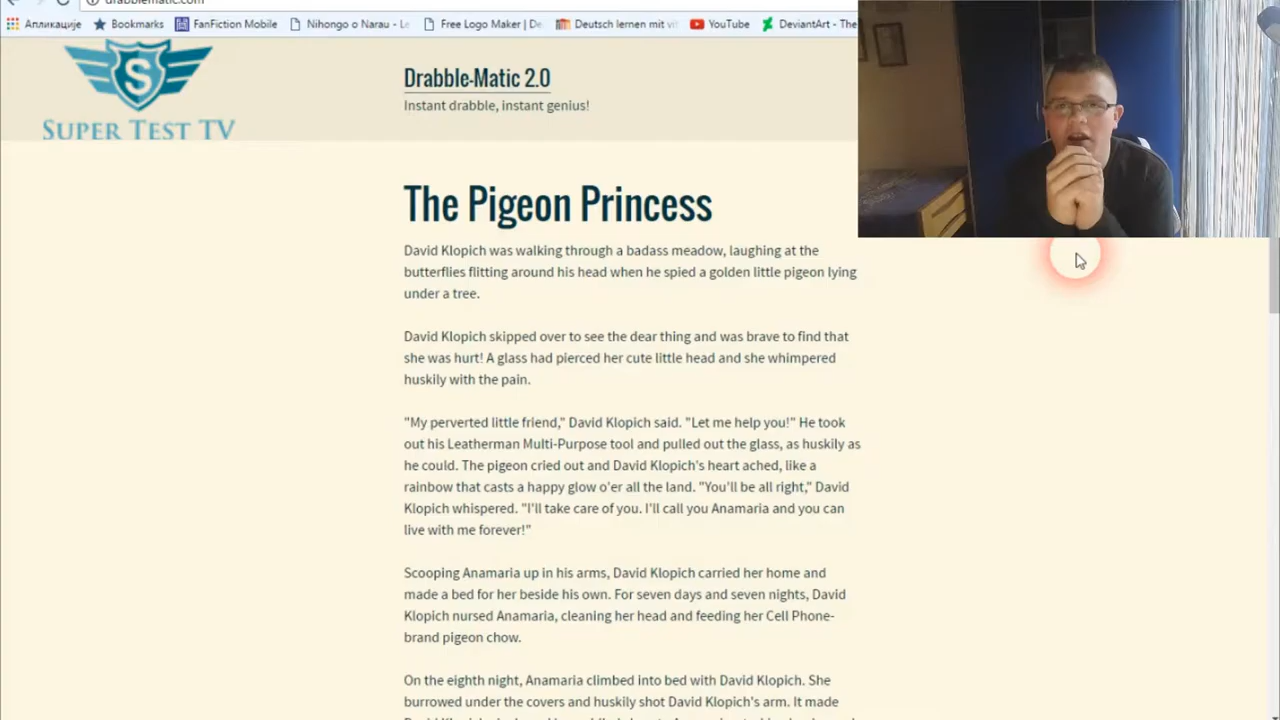 drabblematic.com
Апликације
Bookmarks
FanFiction Mobile
Nihongo o Narau - Le
Free Logo Maker | De
Deutsch lernen mit vi
YouTube
DeviantArt - The
S
SUPER TEST TV
Drabble-Matic 2.0
Instant drabble, instant genius!
The Pigeon Princess
David Klopich was walking through a badass meadow, laughing at the
butterflies flitting around his head when he spied a golden little pigeon lying
under a tree.
David Klopich skipped over to see the dear thing and was brave to find that
she was hurt! A glass had pierced her cute little head and she whimpered
huskily with the pain.
"My perverted little friend," David Klopich said. "Let me help you!" He took
out his Leatherman Multi-Purpose tool and pulled out the glass, as huskily as
he could. The pigeon cried out and David Klopich's heart ached, like a
rainbow that casts a happy glow o'er all the land. "You'll be all right," David
Klopich whispered. "I'll take care of you. I'll call you Anamaria and you can
live with me forever!"
Scooping Anamaria up in his arms, David Klopich carried her home and
made a bed for her beside his own. For seven days and seven nights, David
Klopich nursed Anamaria, cleaning her head and feeding her Cell Phone-
brand pigeon chow.
On the eighth night, Anamaria climbed into bed with David Klopich. She
burrowed under the covers and huskily shot David Klopich's arm. It made